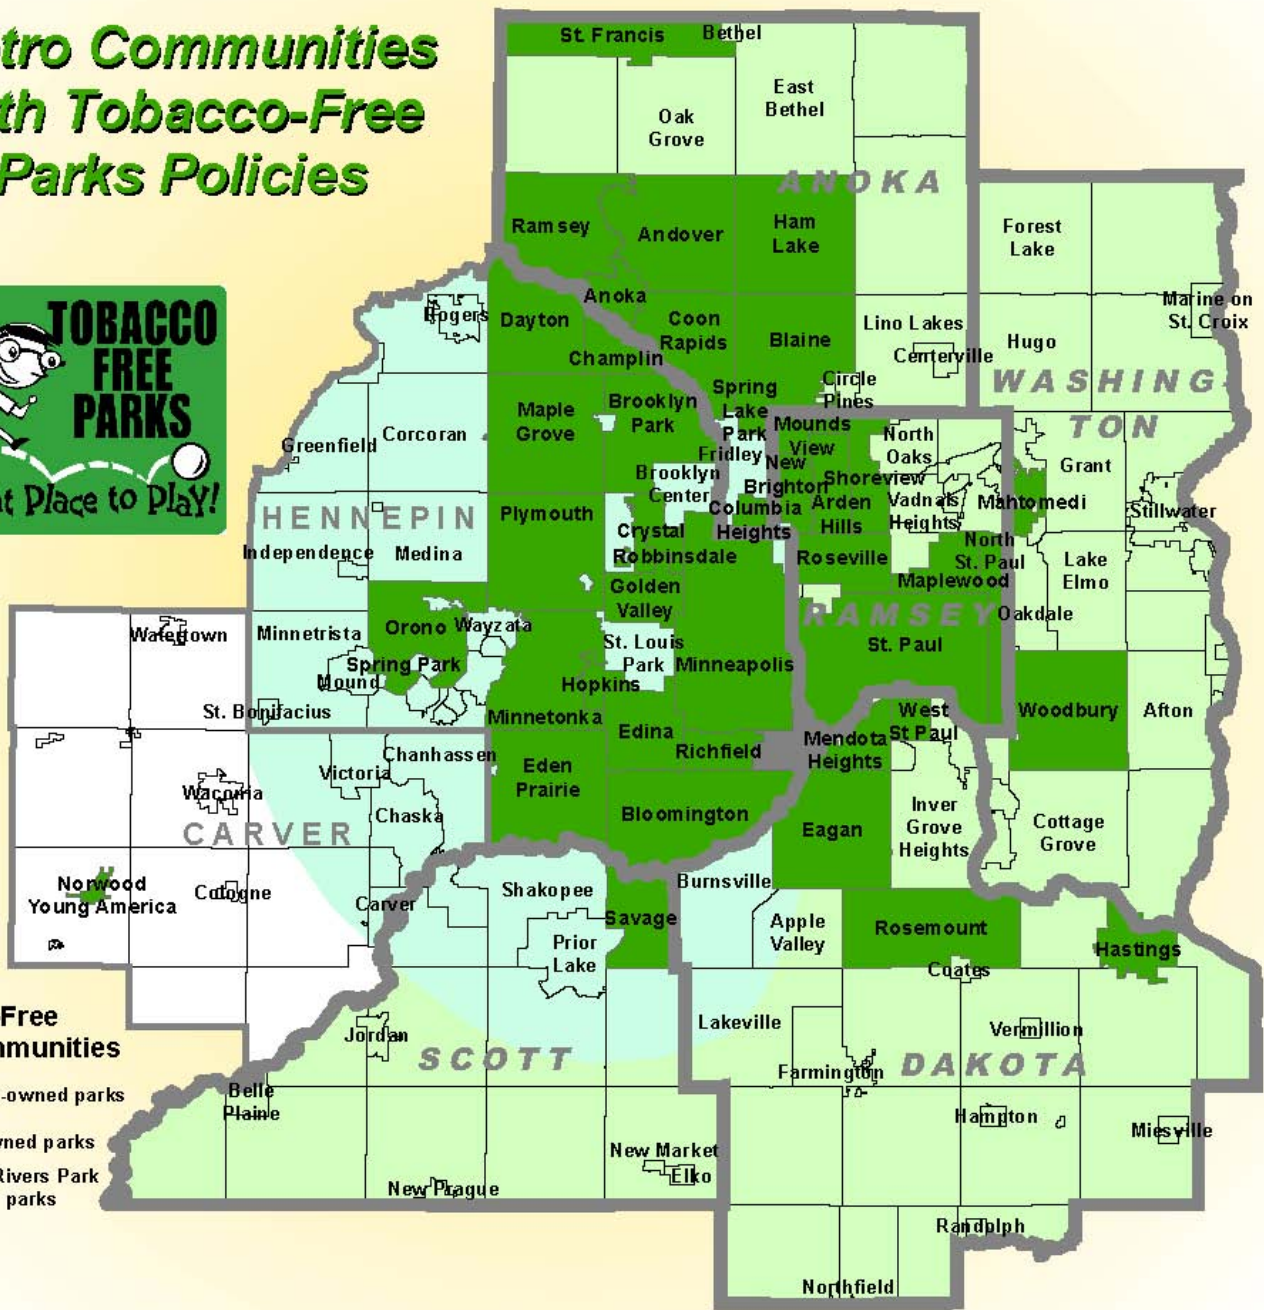 tro Communities
th Tobacco-Free
Parks Policies
TOBACCO
FREE
PARKS
at Place to Play!
St. Francis
Bethel
East
Bethel
Oak
Grove
ANOKA
Ramsey
Andover
Ham
Lake
Forest
Lake
Anoka
Rogers
Dayton
Coon
Rapids
Blaine
Lino Lakes
Centerville
Hugo
Marine on
St. Croix
Champlin
WASHING-
TON
Circle
Pines
Spring
Lake
Park
Brooklyn
Park
Maple
Grove
Corcoran
Greenfield
Mounds
View
North
Oaks
Fridley
New
Brighton
Shoreview
Grant
Brooklyn
Center
Arden
Hills
Vadnais
Heights
Mahtomedi
Stillwater
HENNEPIN
Plymouth
Columbia
Heights
Crystal
Robbinsdale
Independence
Medina
Roseville
North
St. Paul
Maplewood
Lake
Elmo
Golden
Valley
RAMSEY
Oakdale
Watertown
Minnetrista
Orono
Wayzata
St. Louis
Park
Minneapolis
St. Paul
Spring Park
Mound
Hopkins
St. Bonifacius
Minnetonka
Edina
West
St Paul
Woodbury
Afton
Richfield
Mendota
Heights
Chanhassen
Victoria
Eden
Prairie
Waconia
Chaska
Bloomington
Eagan
Inver
Grove
Heights
Cottage
Grove
CARVER
Norwood
Young America
Cologne
Carver
Shakopee
Burnsville
Savage
Apple
Valley
Rosemount
Hastings
Prior
Lake
Coates
Free
mmunities
-owned parks
wned parks
Rivers Park
parks
Jordan
SCOTT
Lakeville
Vermillion
Farmington
DAKOTA
Belle
Plaine
Hampton
Miesville
New Market
Elko
New Prague
Randolph
Northfield